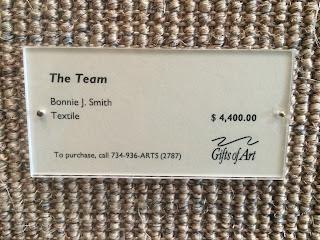 The Team
Bonnie J. Smith
Textile
$ 4,400.00
To purchase, call 734-936-ARTS (2787)
Gifts of Art